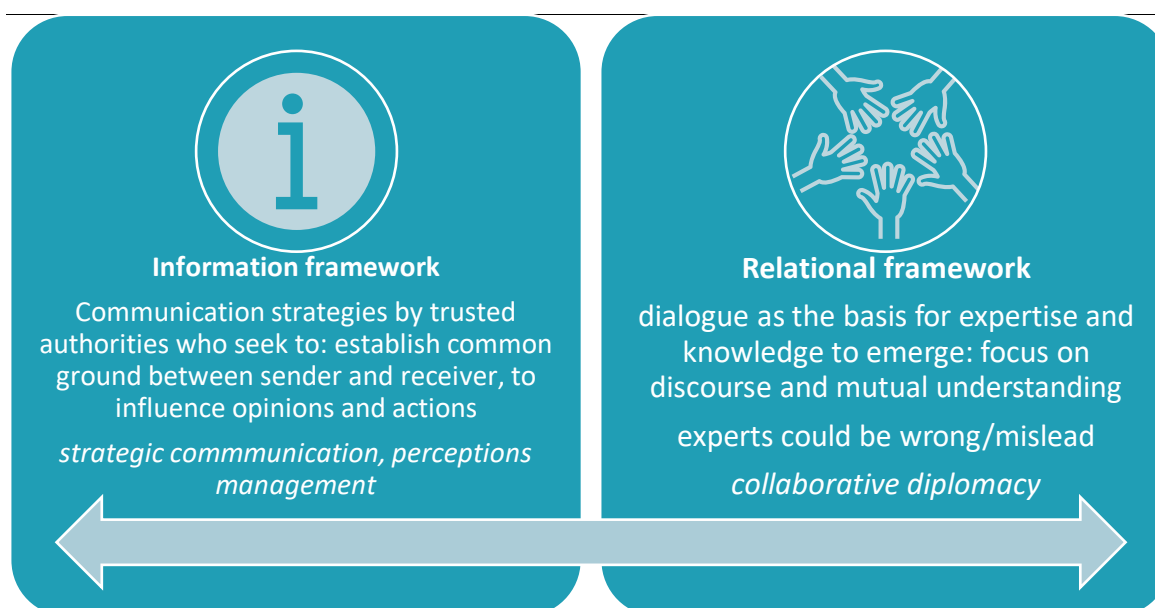 Information framework
Communication strategies by trusted
authorities who seek to: establish common
ground between sender and receiver, to
influence opinions and actions
strategic commmunication, perceptions
management
Relational framework
dialogue as the basis for expertise and
knowledge to emerge: focus on
discourse and mutual understanding
experts could be wrong/mislead
collaborative diplomacy